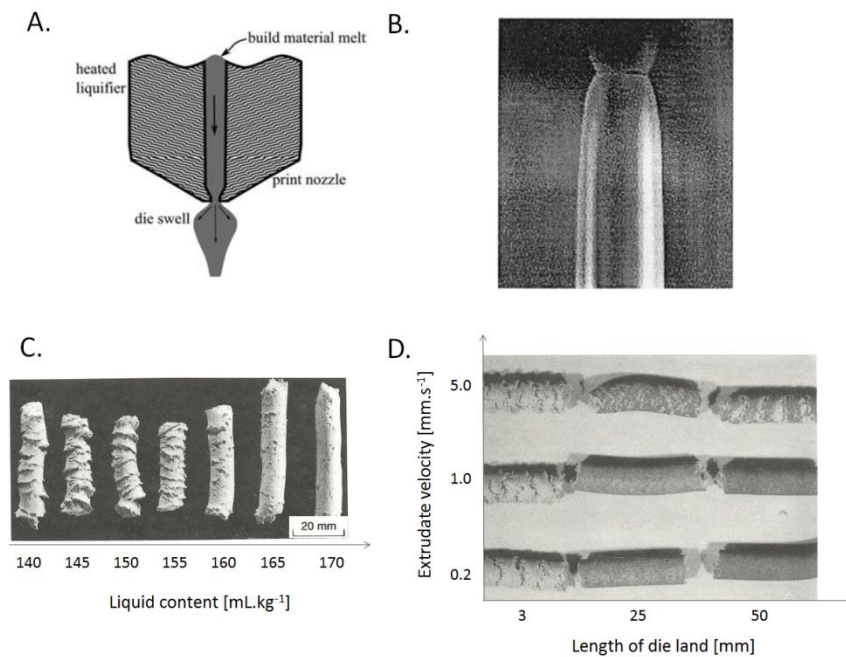 A.
build material melt
heated
liquifier
print nozzle
die swell
B.
C.
20 mm
140 145 150 155 160 165 170
Liquid content [mL.kg⁻¹]
D.
Extrudate velocity [mm.s⁻¹]
5.0
1.0
0.2
3 25 50
Length of die land [mm]